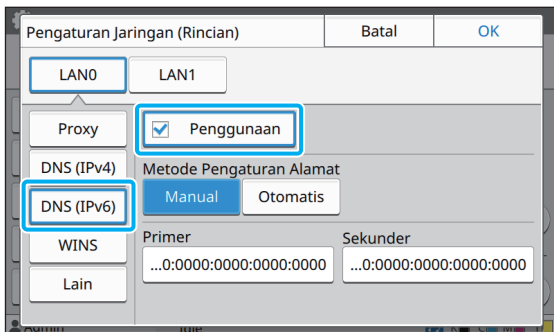 Pengaturan Jaringan (Rincian)
Batal
OK
LAN0
LAN1
Proxy
DNS (IPv4)
DNS (IPv6)
WINS
Lain
Penggunaan
Metode Pengaturan Alamat
Manual
Otomatis
Primer
Sekunder
...0:0000:0000:0000:0000
...0:0000:0000:0000:0000